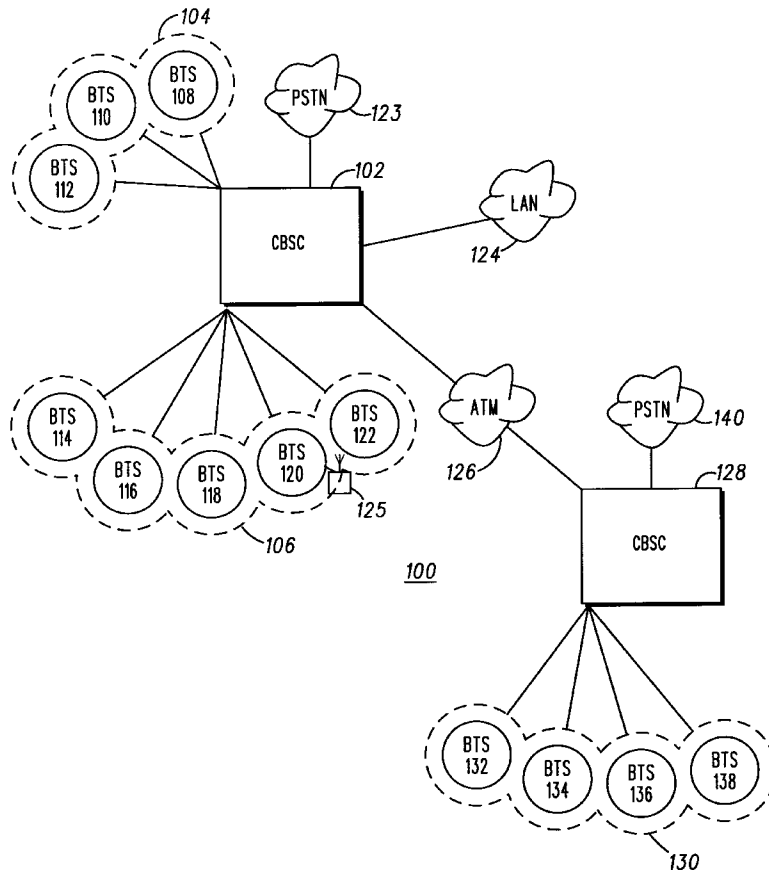 104
BTS
108
BTS
110
BTS
112
PSTN
123
102
CBSC
LAN
124
BTS
114
BTS
116
BTS
118
BTS
120
BTS
122
125
106
ATM
126
PSTN
140
128
CBSC
100
BTS
132
BTS
134
BTS
136
BTS
138
130